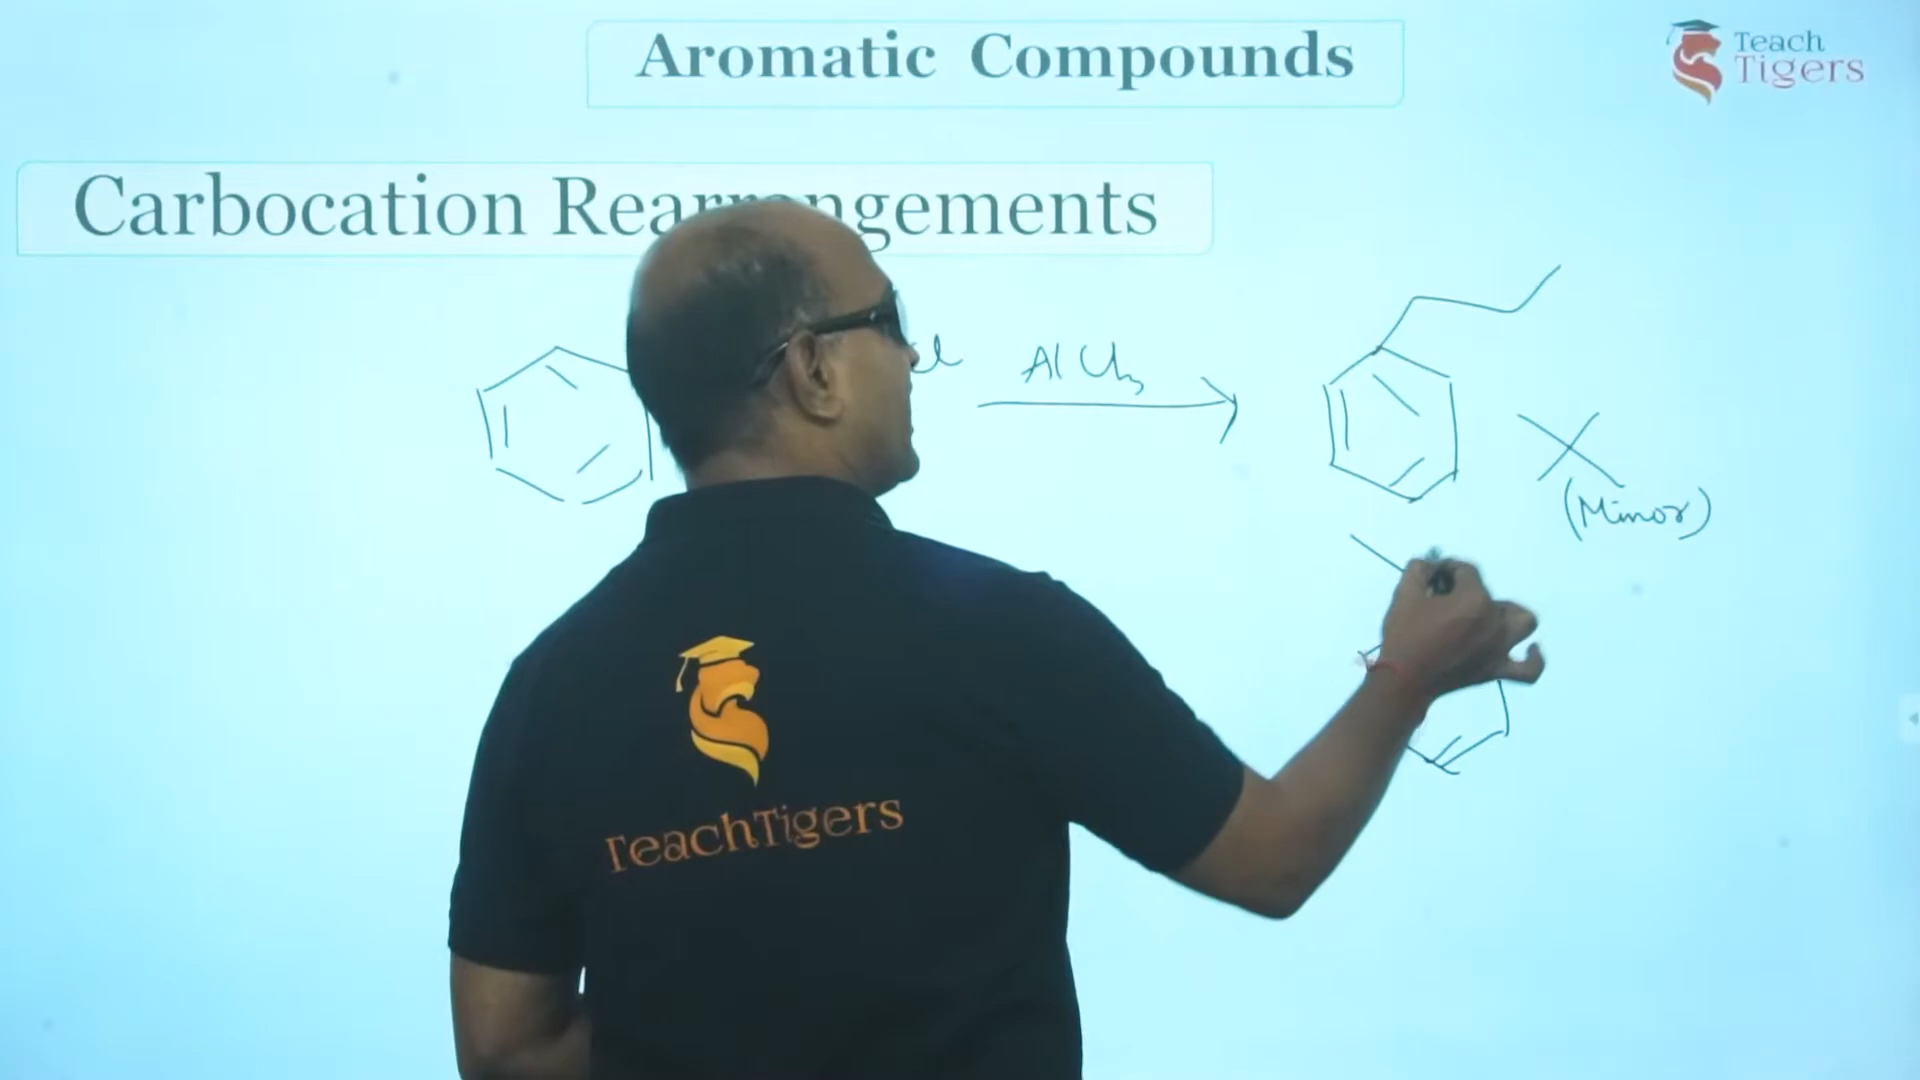 Aromatic Compounds
Teach
Tigers
Carbocation Rearrangements
AlCl3
(Minor)
TeachTigers